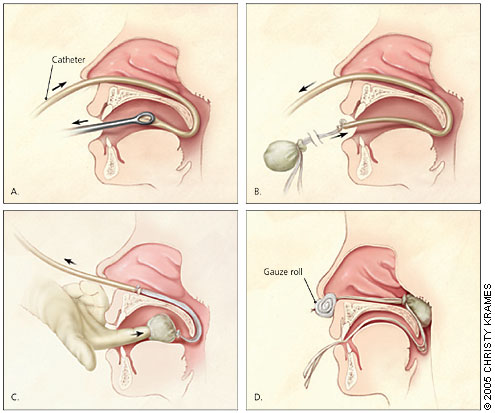 Catheter
A.
B.
C.
Gauze roll
D.
© 2005 CHRISTY KRAMES